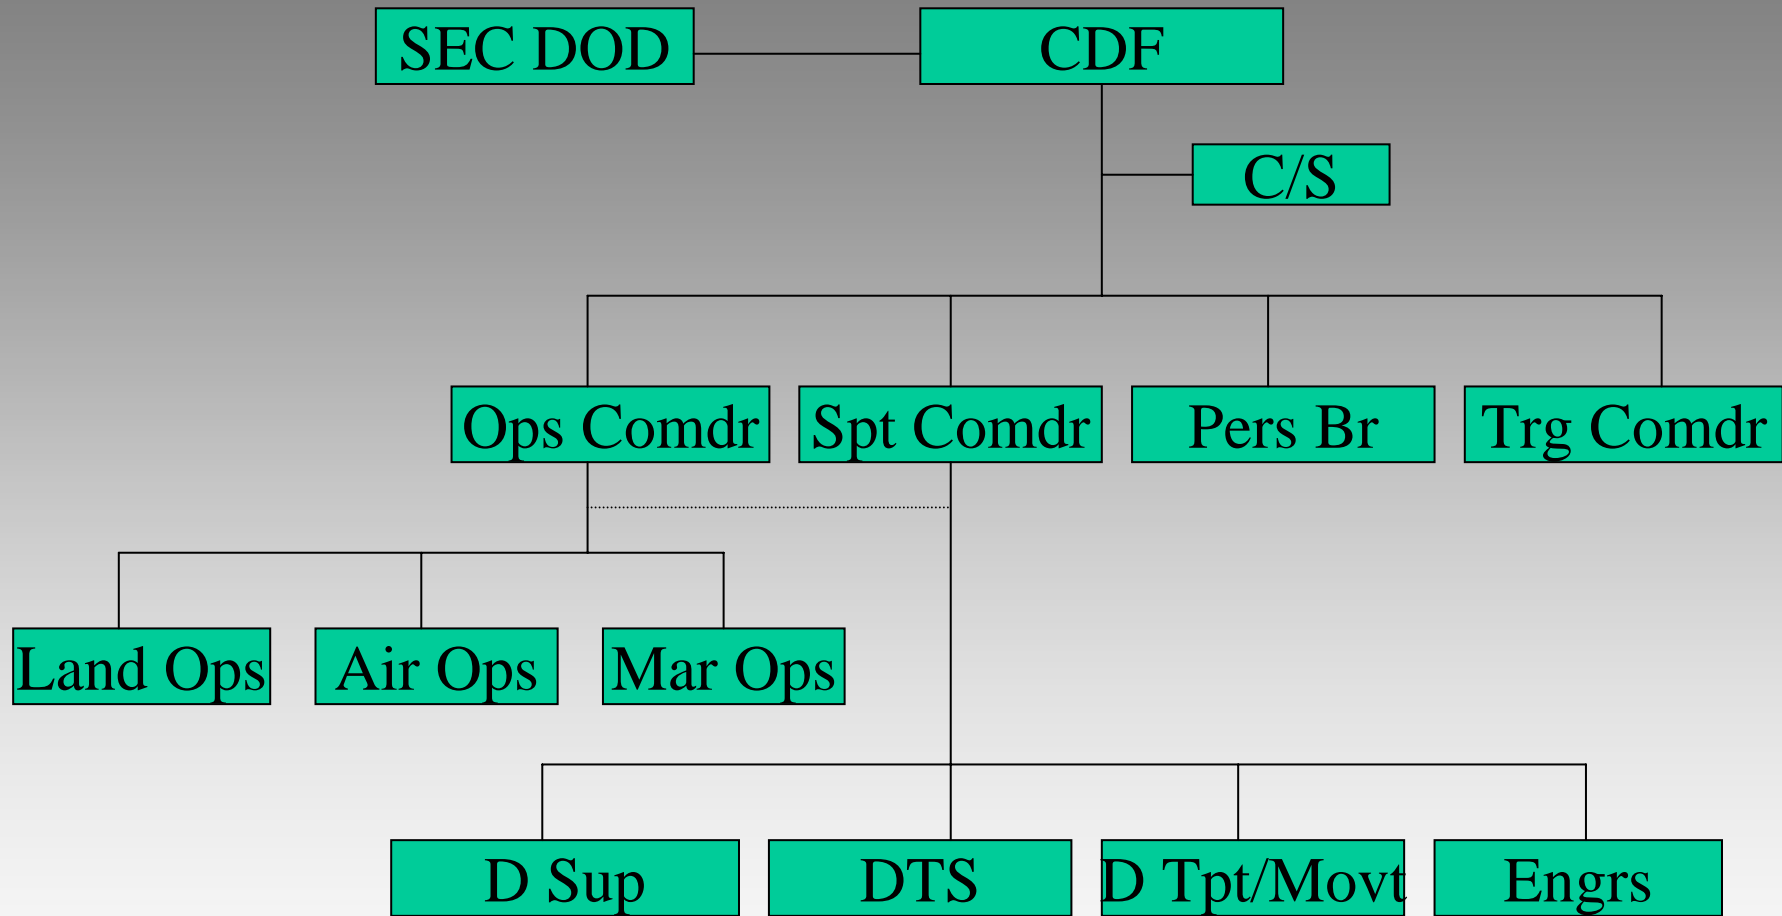 SEC DOD
CDF
C/S
Ops Comdr
Spt Comdr
Pers Br
Trg Comdr
Land Ops
Air Ops
Mar Ops
D Sup
DTS
D Tpt/Movt
Engrs